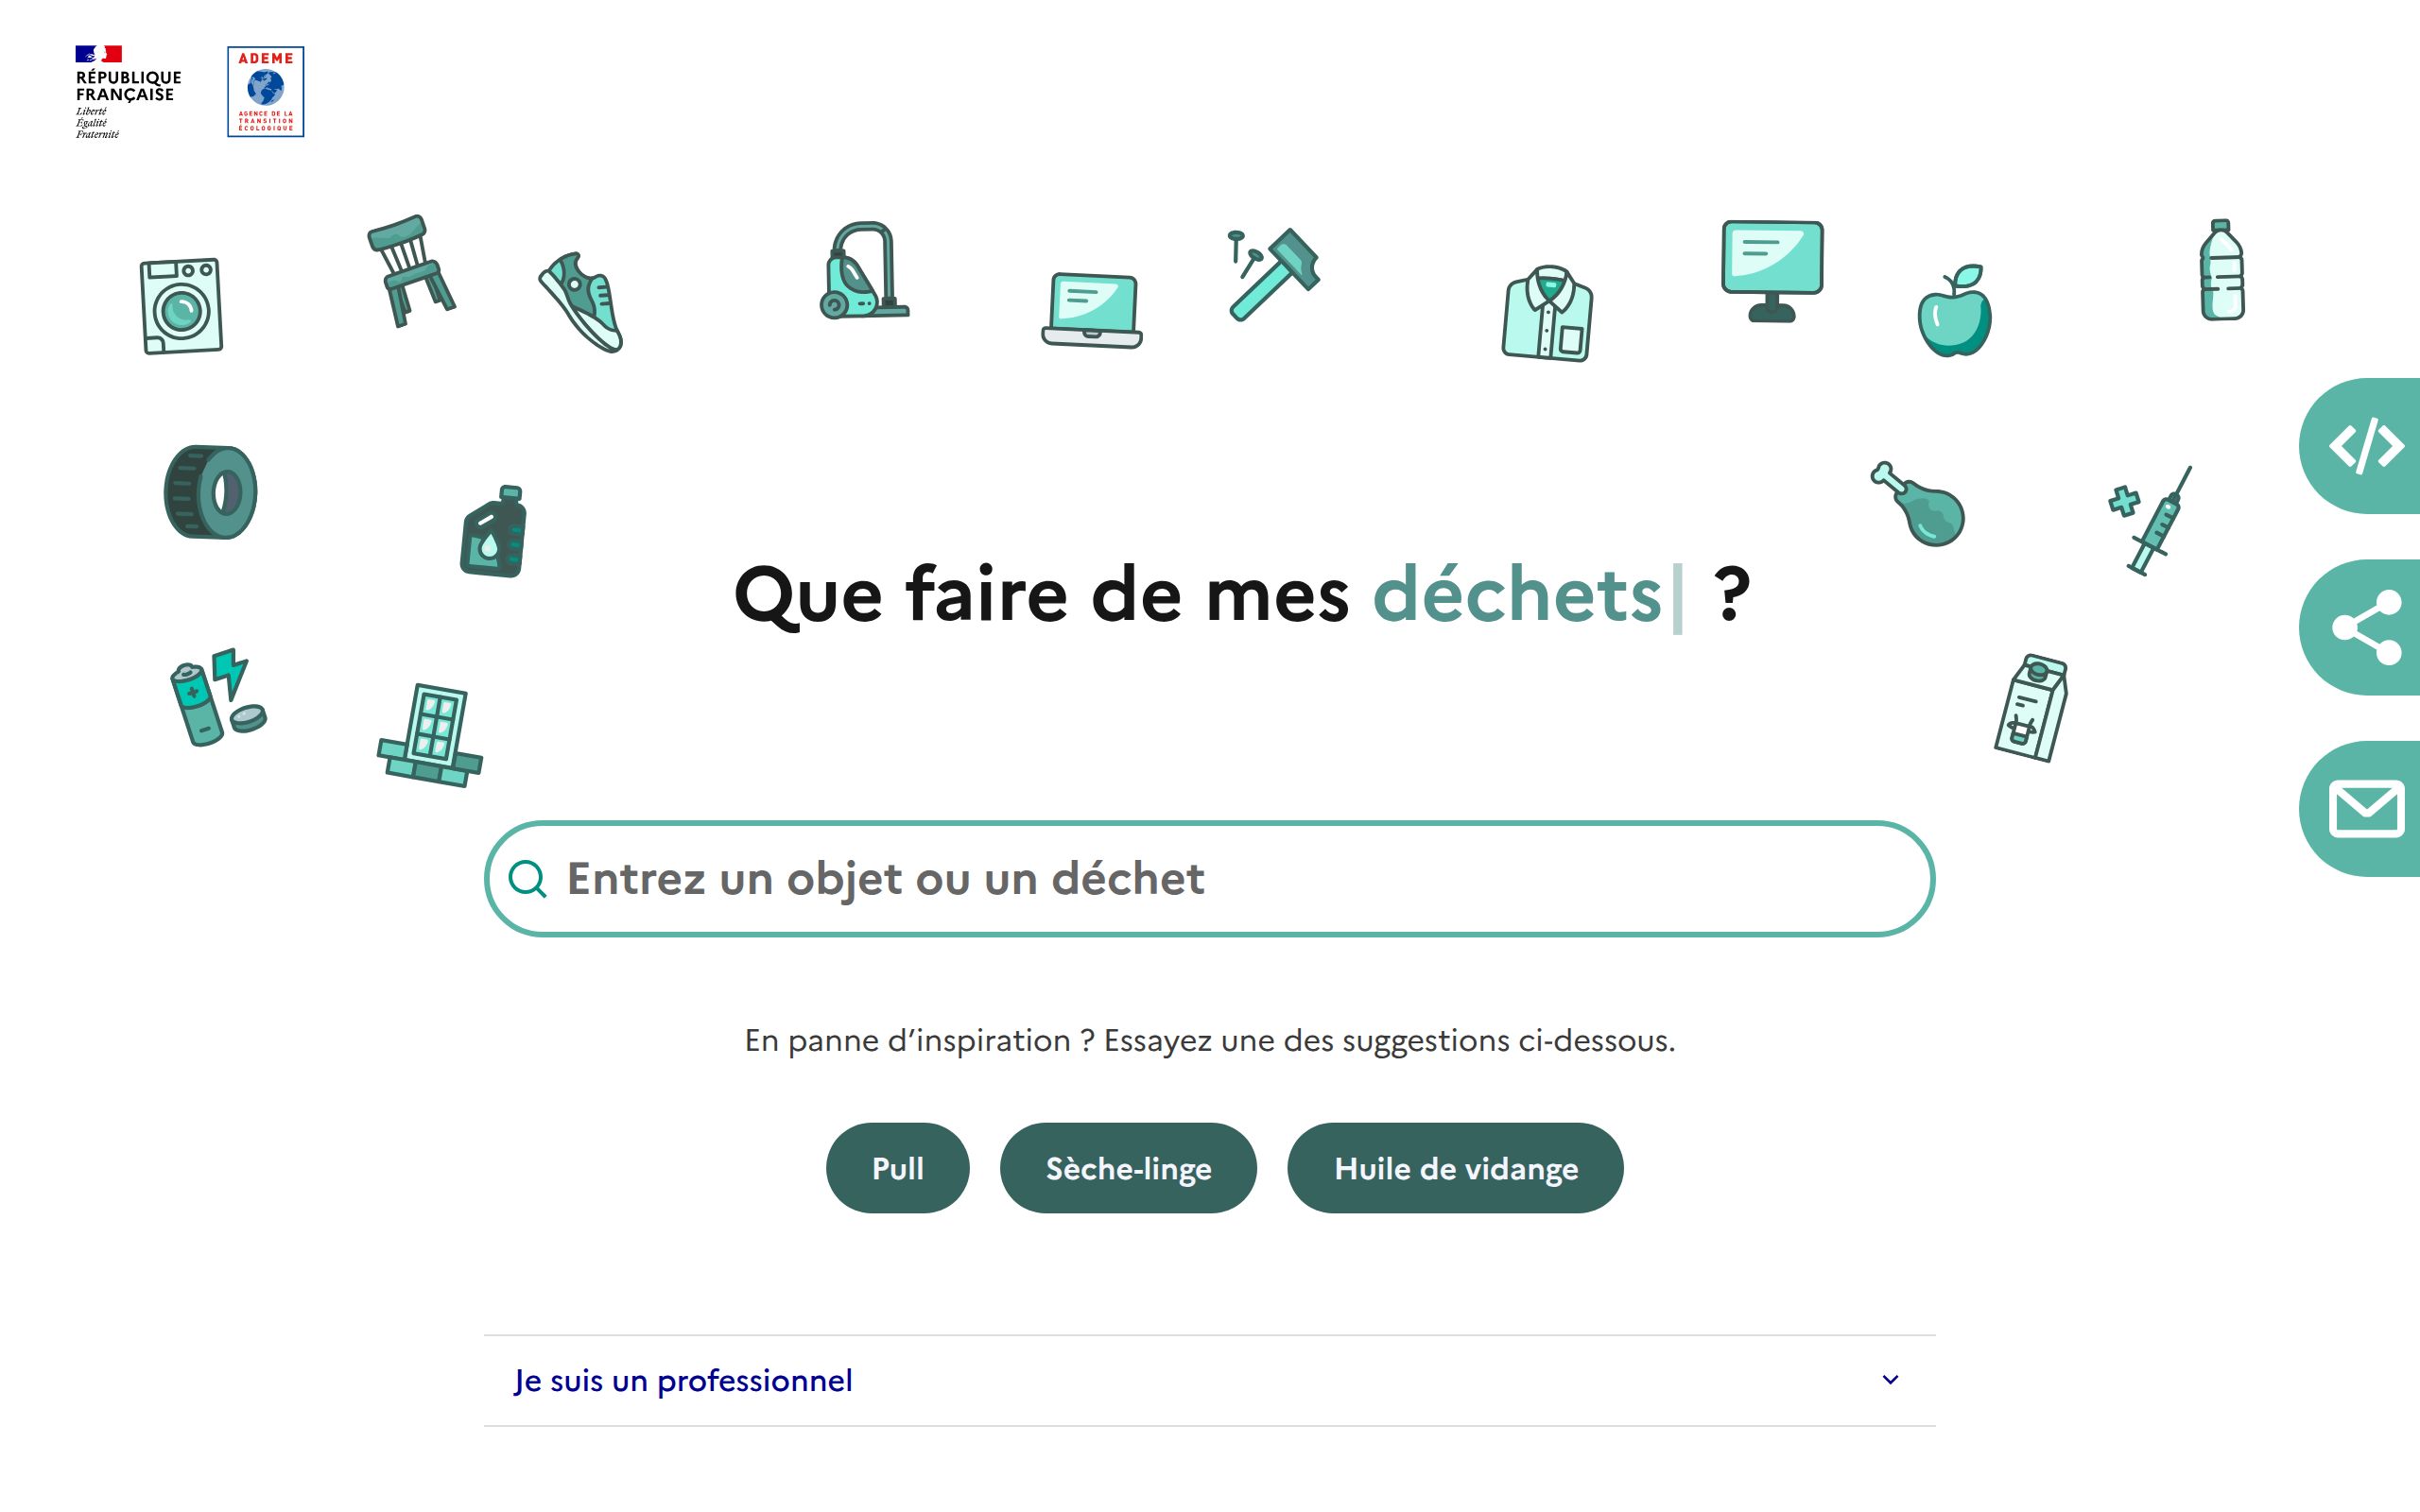 RÉPUBLIQUE
FRANÇAISE
Liberté
Égalité
Fraternité
ADEME
AGENCE DE LA
TRANSITION
ÉCOLOGIQUE
Que faire de mes déchets ?
Entrez un objet ou un déchet
En panne d’inspiration ? Essayez une des suggestions ci-dessous.
Pull
Sèche-linge
Huile de vidange
Je suis un professionnel